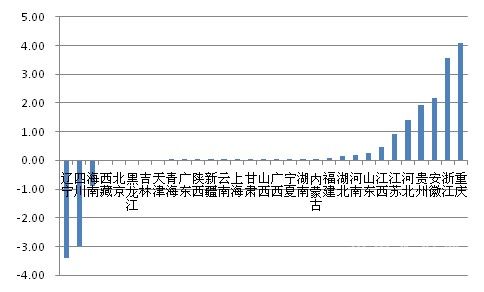 5.00
4.00
3.00
2.00
1.00
0.00
-1.00
-2.00
-3.00
-4.00
辽宁
四川
海南
西藏
北京
黑龙江
吉林
天津
青海
广东
陕西
新疆
云南
上海
甘肃
山西
广西
宁夏
湖南
内蒙古
福建
湖北
河南
山东
江西
江苏
河北
贵州
安徽
浙江
重庆